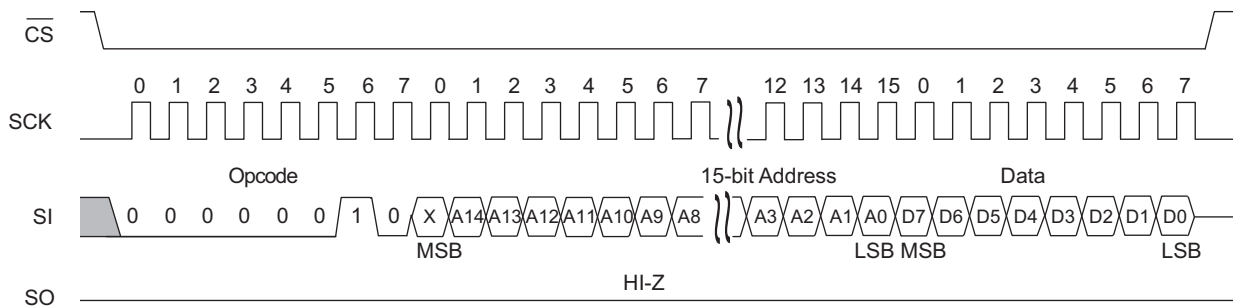 CS
0 1 2 3 4 5 6 7 0 1 2 3 4 5 6 7 12 13 14 15 0 1 2 3 4 5 6 7
SCK
Opcode 15-bit Address Data
SI 0 0 0 0 0 0 1 0 X A14 A13 A12 A11 A10 A9 A8 A3 A2 A1 A0 D7 D6 D5 D4 D3 D2 D1 D0
MSB LSB MSB LSB
HI-Z
SO